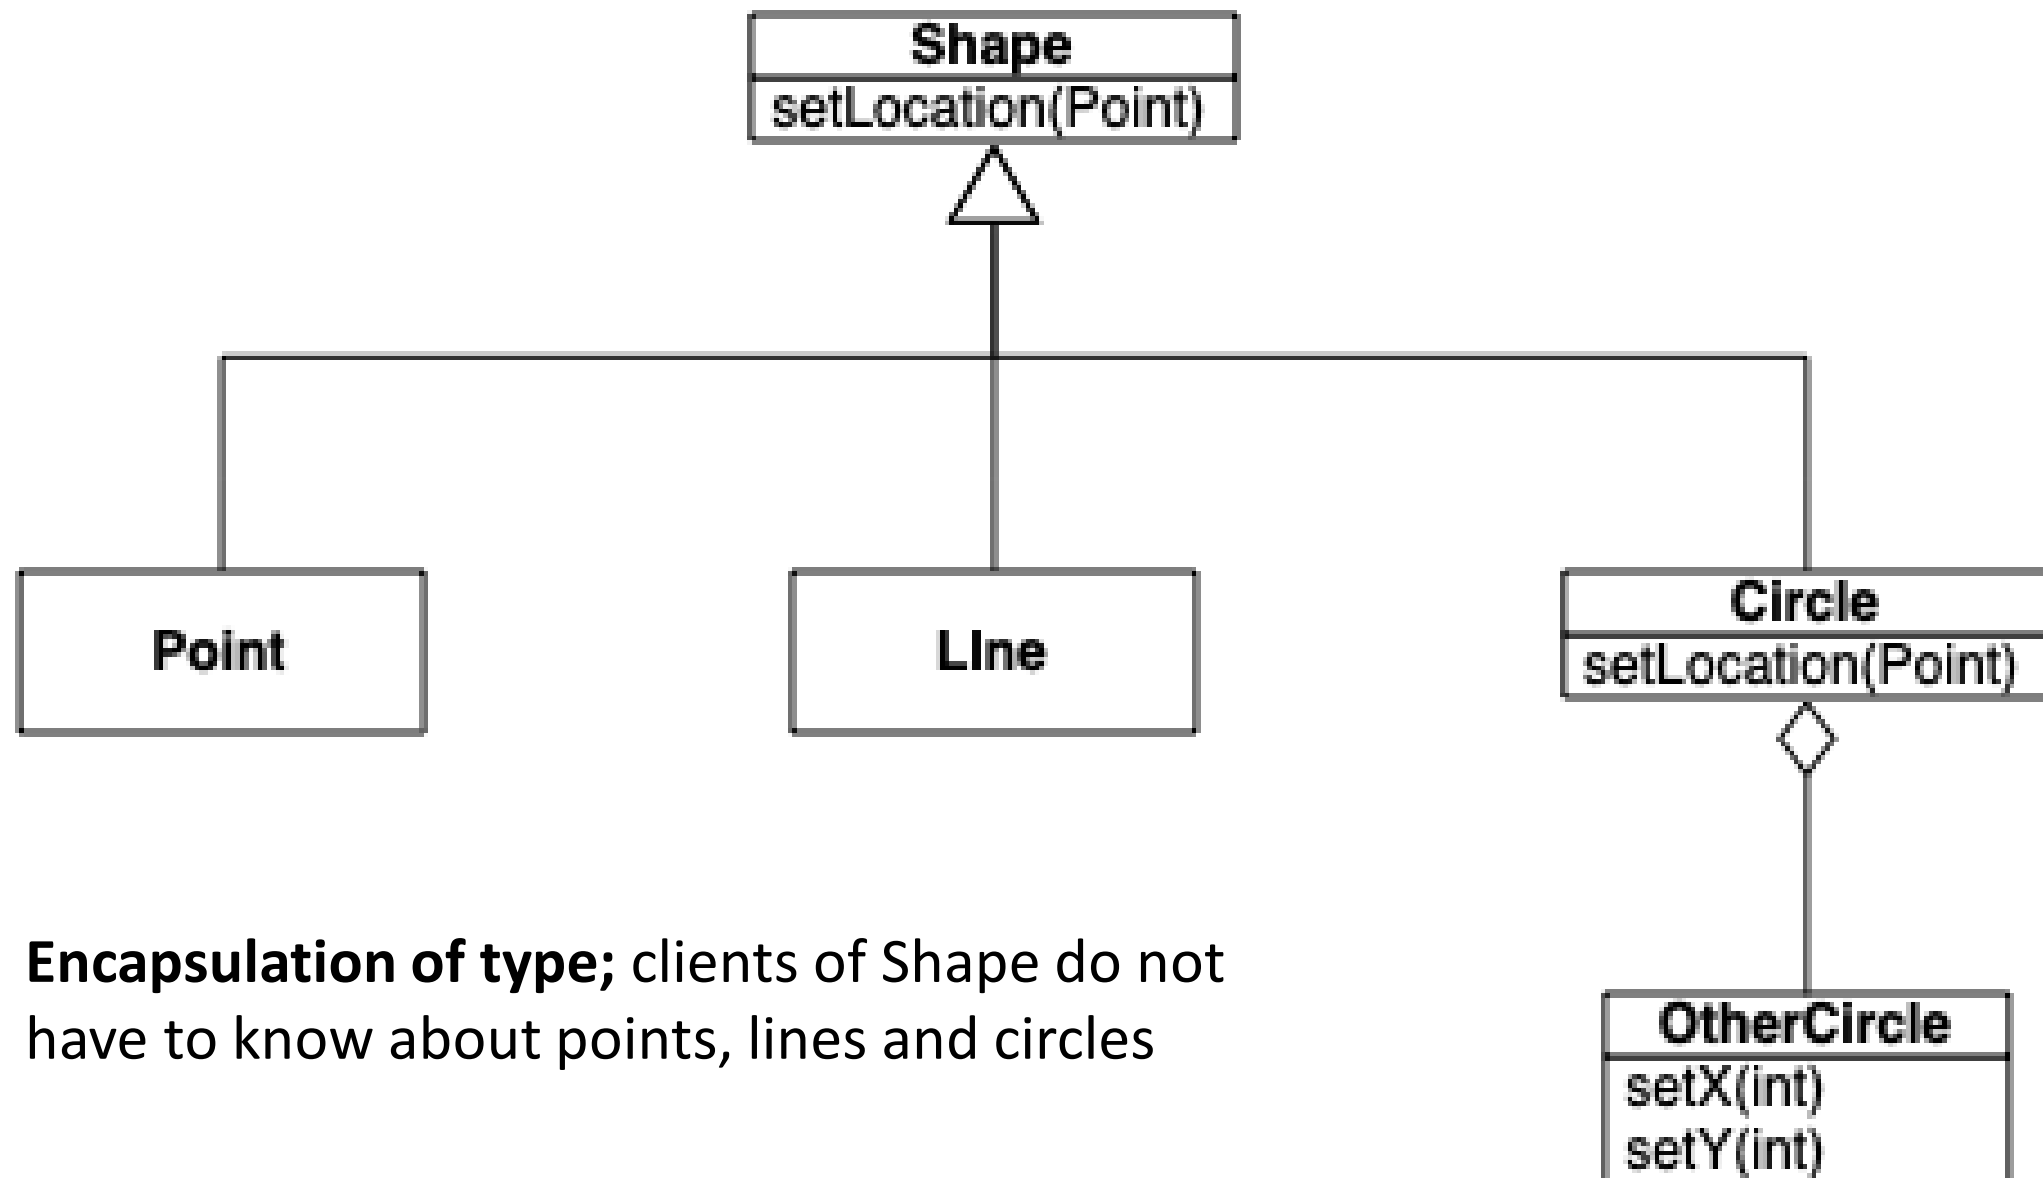 Shape
setLocation(Point)
Point
LIne
Circle
setLocation(Point)
Encapsulation of type; clients of Shape do not
have to know about points, lines and circles
OtherCircle
setX(int)
setY(int)